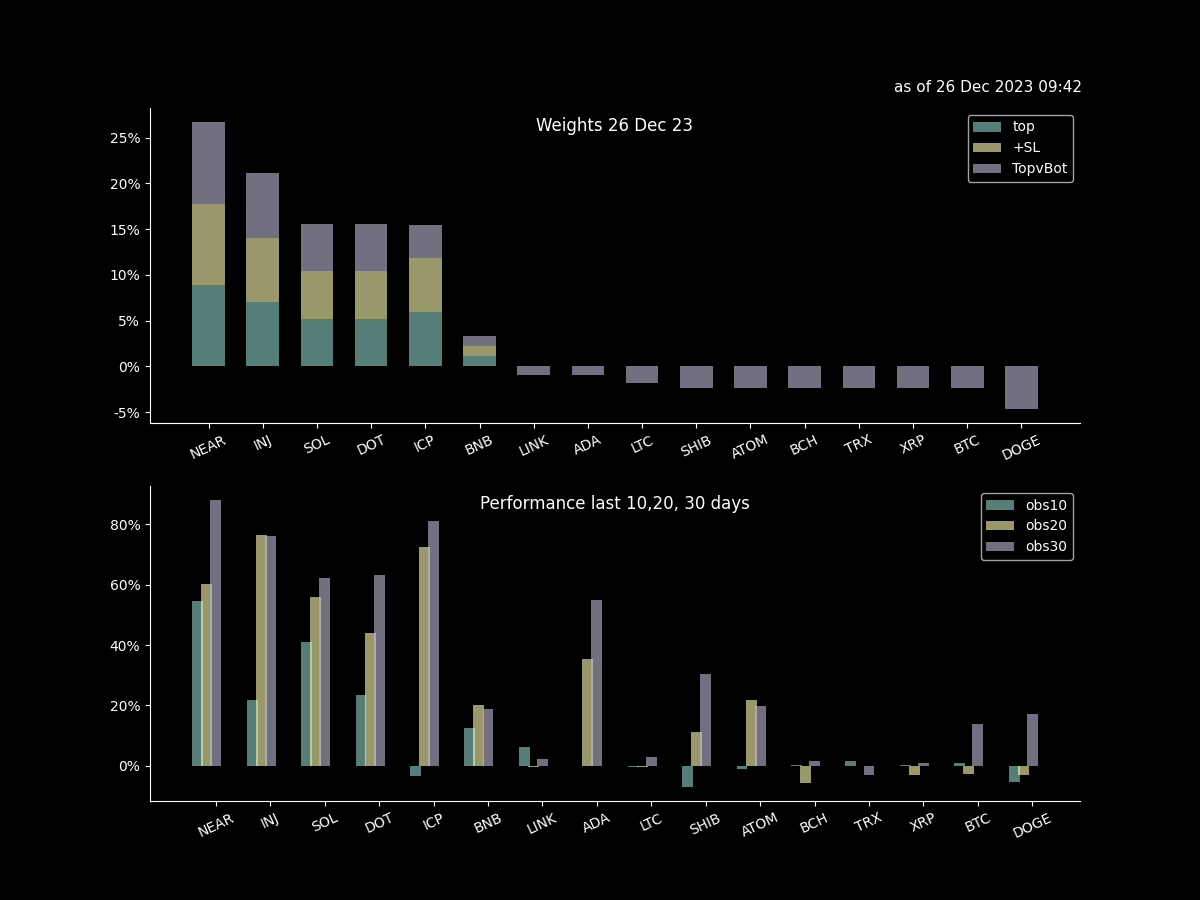 as of 26 Dec 2023 09:42
Weights 26 Dec 23
top
+SL
TopvBot
25%
20%
15%
10%
5%
0%
-5%
NEAR INJ SOL DOT ICP BNB LINK ADA LTC SHIB ATOM BCH TRX XRP BTC DOGE
Performance last 10,20, 30 days
obs10
obs20
obs30
80%
60%
40%
20%
0%
NEAR INJ SOL DOT ICP BNB LINK ADA LTC SHIB ATOM BCH TRX XRP BTC DOGE